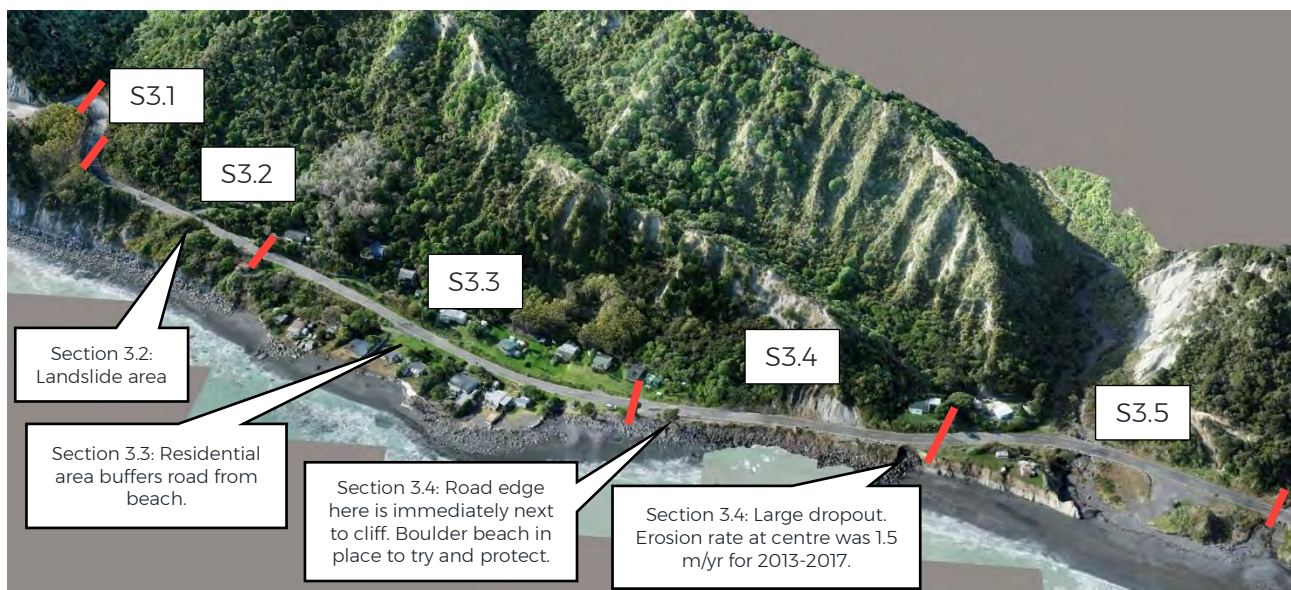 S3.1
S3.2
S3.3
S3.4
S3.5
Section 3.2:
Landslide area
Section 3.3: Residential
area buffers road from
beach.
Section 3.4: Road edge
here is immediately next
to cliff. Boulder beach in
place to try and protect.
Section 3.4: Large dropout.
Erosion rate at centre was 1.5
m/yr for 2013-2017.